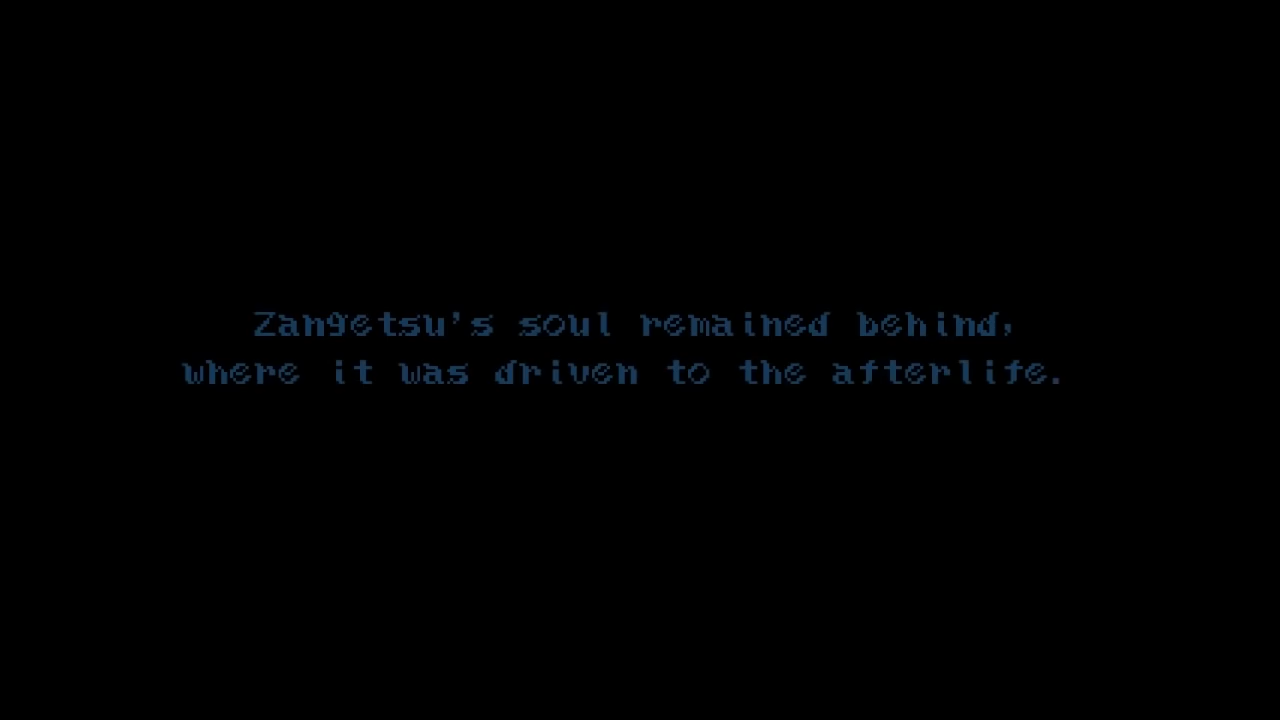 Zangetsu's soul remained behind,
where it was driven to the afterlife.